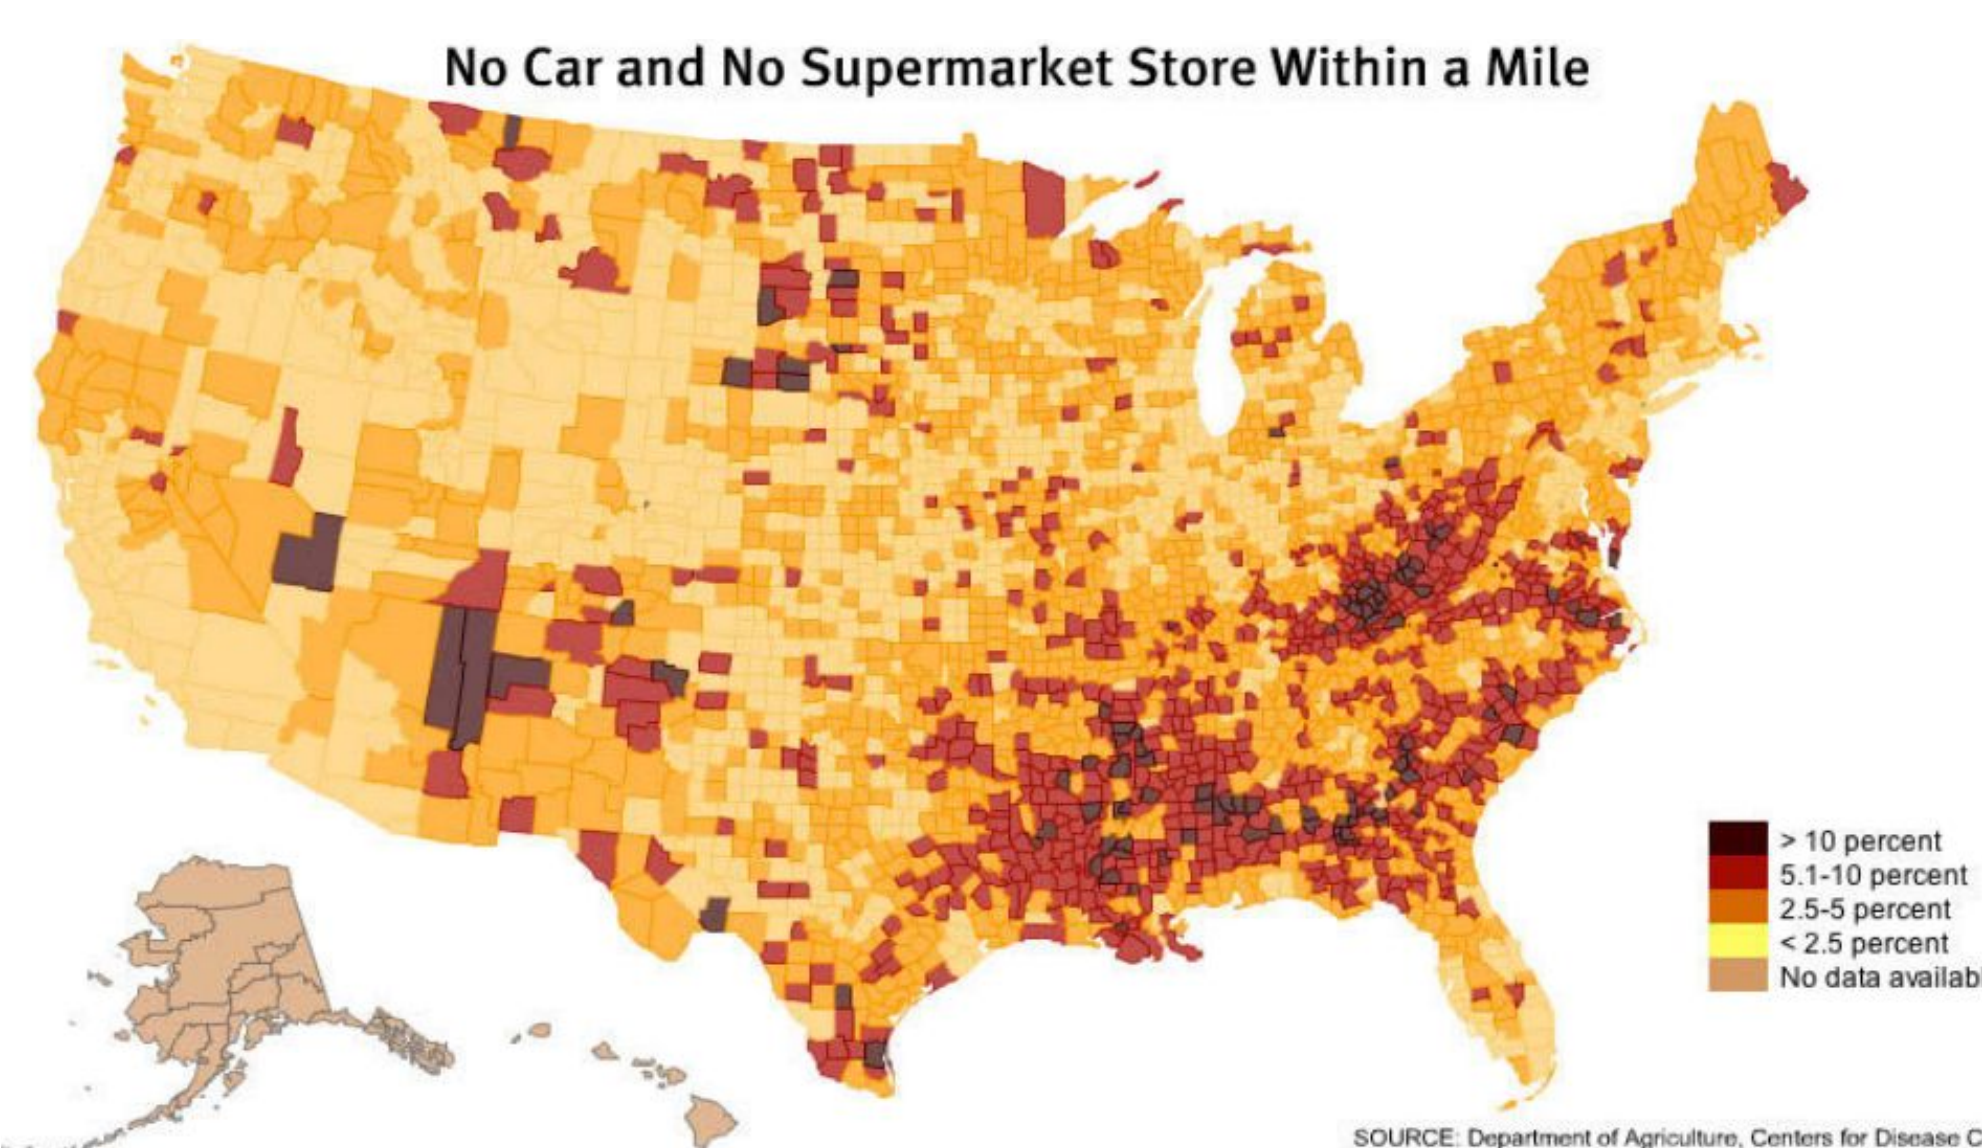 No Car and No Supermarket Store Within a Mile
> 10 percent
5.1-10 percent
2.5-5 percent
< 2.5 percent
No data availabl
SOURCE: Department of Agriculture, Centers for Disease C